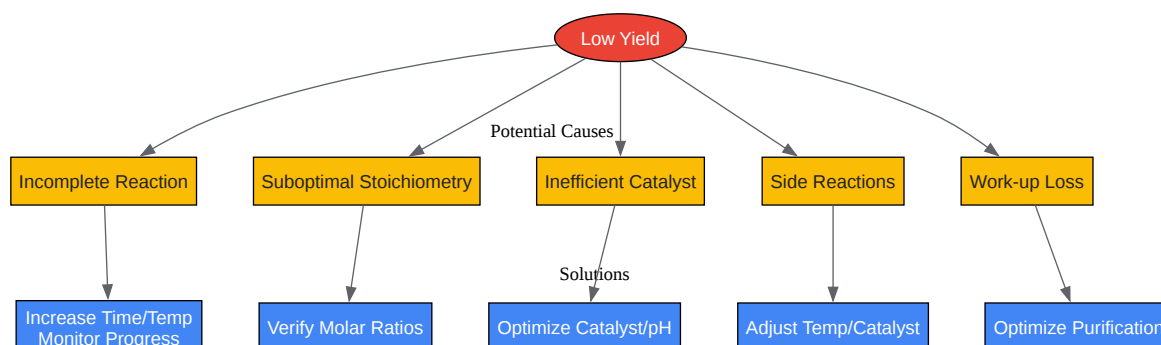 Low Yield
Potential Causes
Incomplete Reaction
Suboptimal Stoichiometry
Inefficient Catalyst
Side Reactions
Work-up Loss
Solutions
Increase Time/Temp
Monitor Progress
Verify Molar Ratios
Optimize Catalyst/pH
Adjust Temp/Catalyst
Optimize Purification